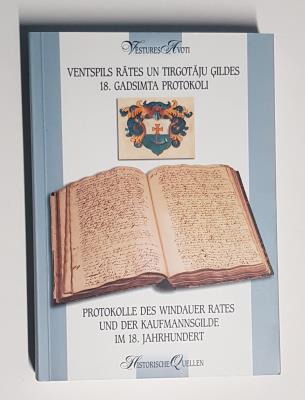 VĒSTURES AVOTI
VENTSPILS RĀTES UN TIRGOTĀJU ĢILDES
18. GADSIMTA PROTOKOLI
PROTOKOLLE DES WINDAUER RATES
UND DER KAUFMANNSGILDE
IM 18. JAHRHUNDERT
HISTORISCHE QUELLEN